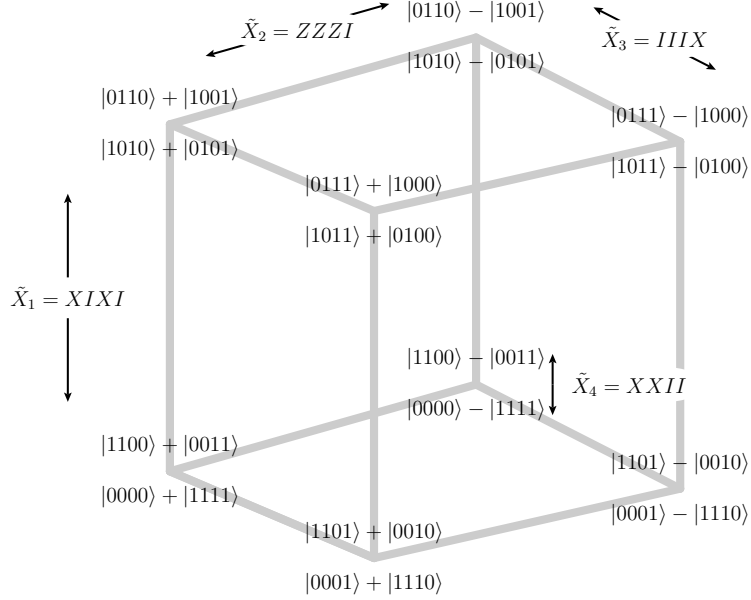 |0110⟩ − |1001⟩
X̃₂ = ZZZI
X̃₃ = IIIX
|1010⟩ − |0101⟩
|0110⟩ + |1001⟩
|0111⟩ − |1000⟩
|1010⟩ + |0101⟩
|1011⟩ − |0100⟩
|0111⟩ + |1000⟩
|1011⟩ + |0100⟩
X̃₁ = XIXI
|1100⟩ − |0011⟩
X̃₄ = XXII
|0000⟩ − |1111⟩
|1100⟩ + |0011⟩
|1101⟩ − |0010⟩
|0000⟩ + |1111⟩
|0001⟩ − |1110⟩
|1101⟩ + |0010⟩
|0001⟩ + |1110⟩